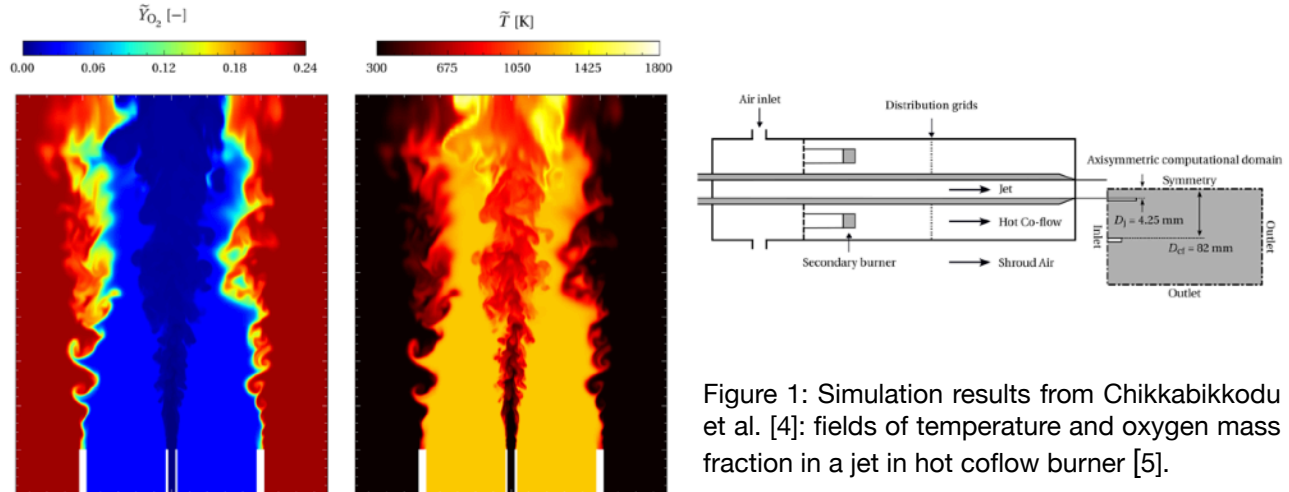 Ỹ_O₂ [–]
0.00 0.06 0.12 0.18 0.24
T̃ [K]
300 675 1050 1425 1800
Air inlet
Distribution grids
Jet
Hot Co-flow
Secondary burner
Shroud Air
Axisymmetric computational domain
Symmetry
D_j = 4.25 mm
D_cf = 82 mm
Inlet
Outlet
Outlet
Figure 1: Simulation results from Chikkabikkodu
et al. [4]: fields of temperature and oxygen mass
fraction in a jet in hot coflow burner [5].